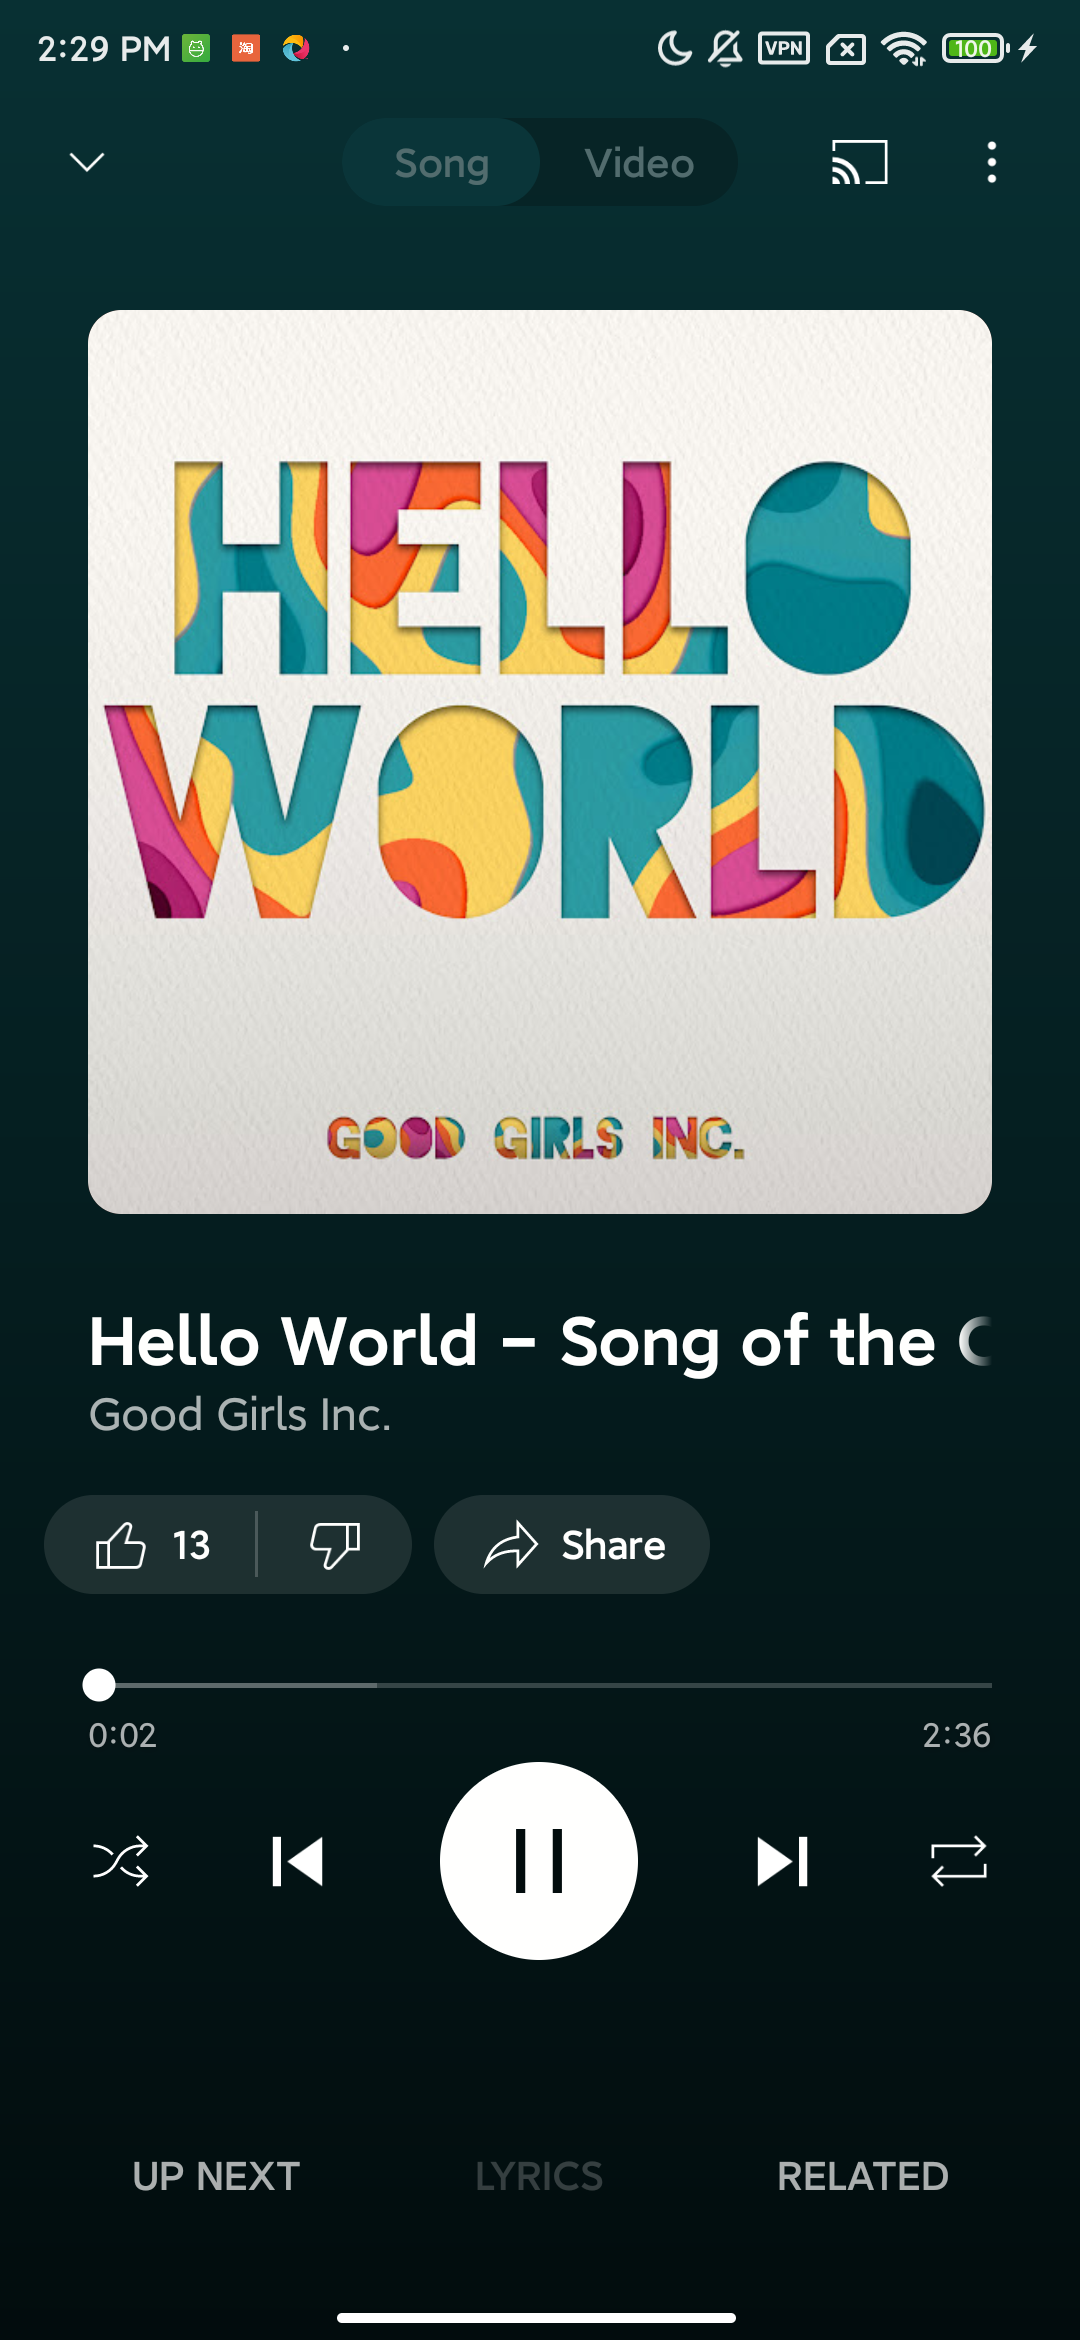 2:29 PM 淘 VPN 100
Song Video
HELLO
WORLD
GOOD GIRLS INC.
Hello World – Song of the
Good Girls Inc.
13 Share
0:02 2:36
UP NEXT LYRICS RELATED